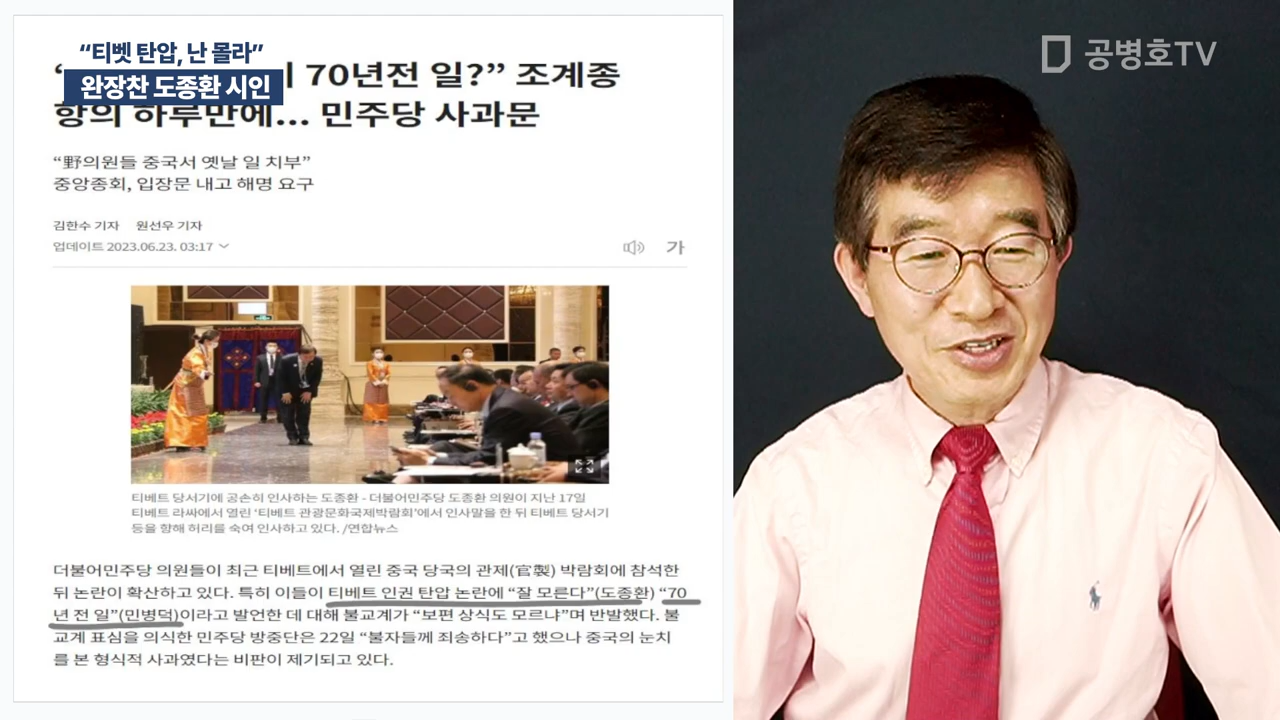 “티벳 탄압, 난 몰라”
완장찬 도종환 시인
70년전 일?” 조계종
항의 하루만에... 민주당 사과문
“野의원들 중국서 옛날 일 치부”
중앙종회, 입장문 내고 해명 요구
김한수 기자 원선우 기자
업데이트 2023.06.23. 03:17
가
티베트 당서기에 공손히 인사하는 도종환 - 더불어민주당 도종환 의원이 지난 17일
티베트 라싸에서 열린 ‘티베트 관광문화국제박람회’에서 인사말을 한 뒤 티베트 당서기
등을 향해 허리를 숙여 인사하고 있다. /연합뉴스
더불어민주당 의원들이 최근 티베트에서 열린 중국 당국의 관제(官製) 박람회에 참석한
뒤 논란이 확산하고 있다. 특히 이들이 티베트 인권 탄압 논란에 “잘 모른다”(도종환) “70
년 전 일”(민병덕)이라고 발언한 데 대해 불교계가 “보편 상식도 모르냐”며 반발했다. 불
교계 표심을 의식한 민주당 방중단은 22일 “불자들께 죄송하다”고 했으나 중국의 눈치
를 본 형식적 사과였다는 비판이 제기되고 있다.
공병호TV